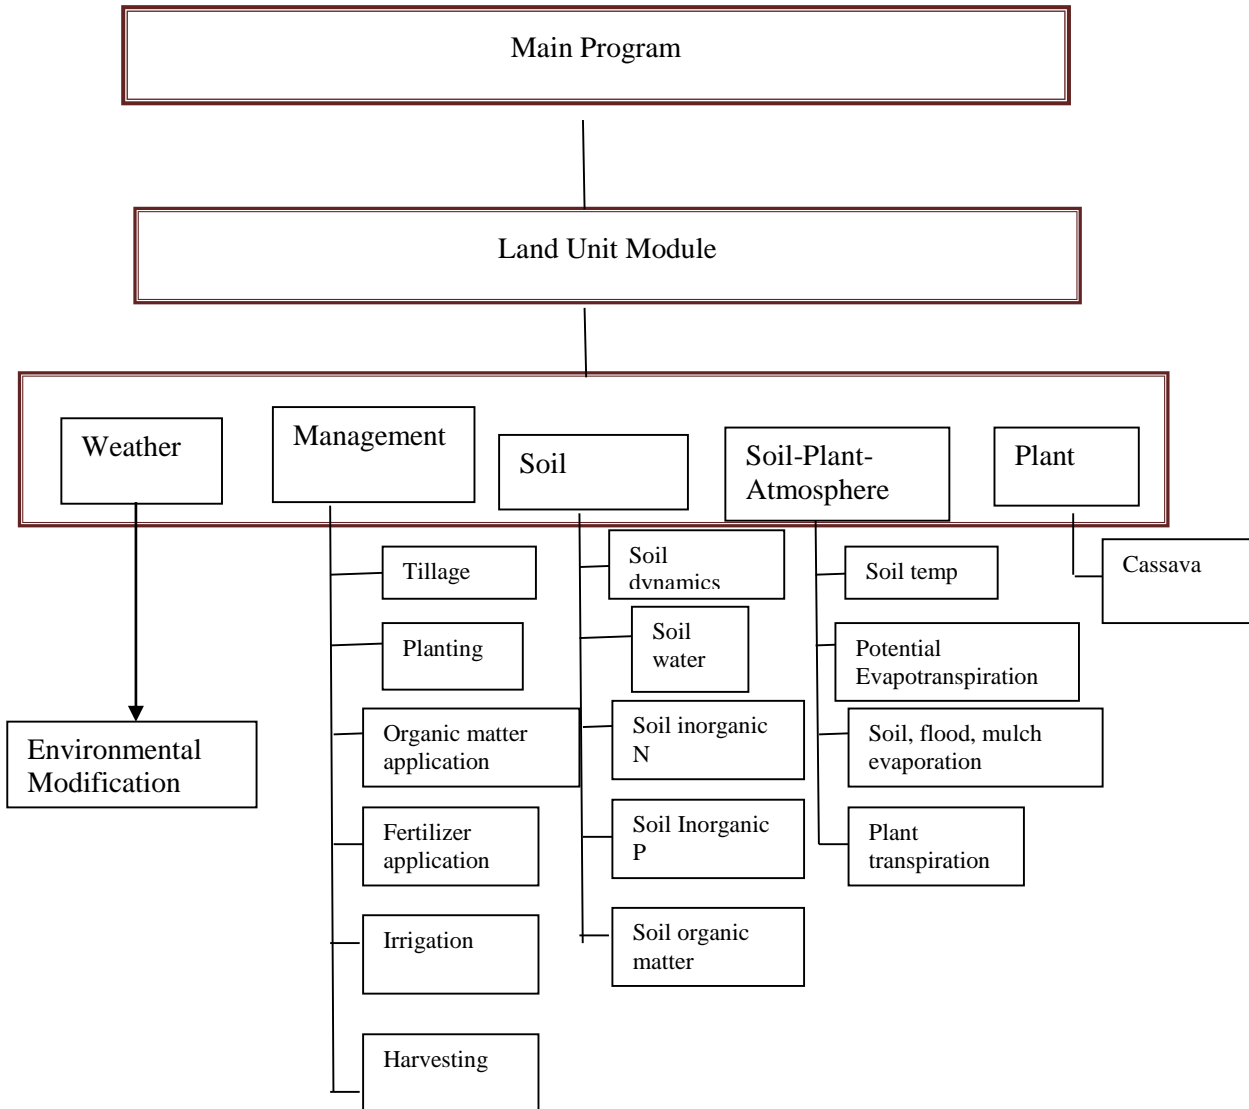 Main Program
Land Unit Module
Weather
Management
Soil
Soil-Plant-
Atmosphere
Plant
Environmental
Modification
Tillage
Planting
Organic matter
application
Fertilizer
application
Irrigation
Harvesting
Soil
dynamics
Soil
water
Soil inorganic
N
Soil Inorganic
P
Soil organic
matter
Soil temp
Potential
Evapotranspiration
Soil, flood, mulch
evaporation
Plant
transpiration
Cassava